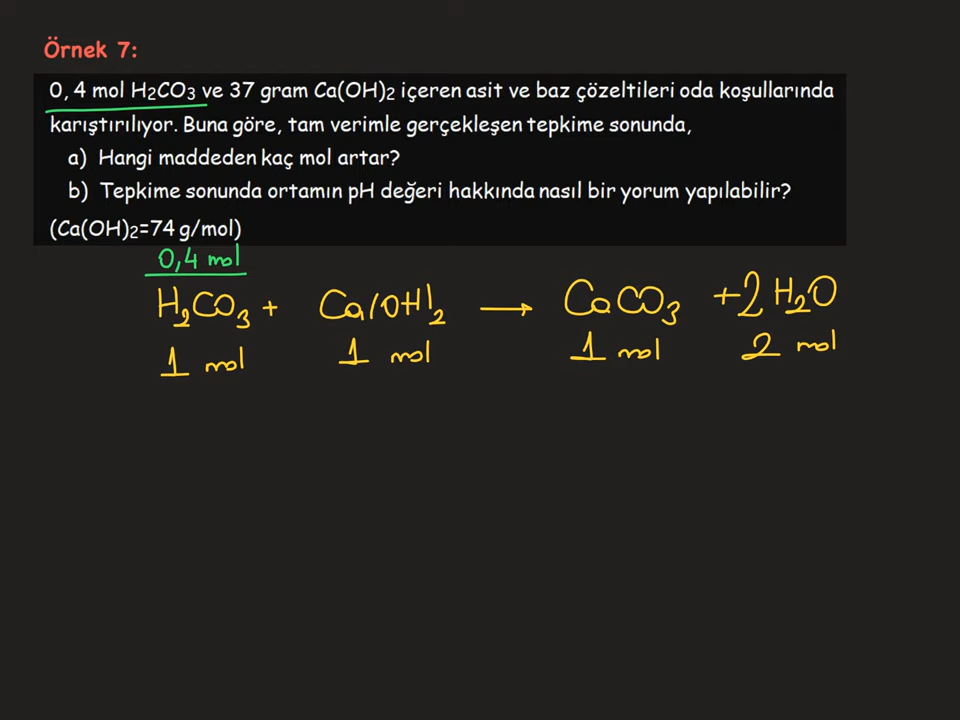 Örnek 7:
0, 4 mol H₂CO₃ ve 37 gram Ca(OH)₂ içeren asit ve baz çözeltileri oda koşullarında
karıştırılıyor. Buna göre, tam verimle gerçekleşen tepkime sonunda,
a) Hangi maddeden kaç mol artar?
b) Tepkime sonunda ortamın pH değeri hakkında nasıl bir yorum yapılabilir?
(Ca(OH)₂=74 g/mol)
0,4 mol
H₂CO₃ + Ca(OH)₂ → CaCO₃ + 2 H₂O
1 mol 1 mol 1 mol 2 mol